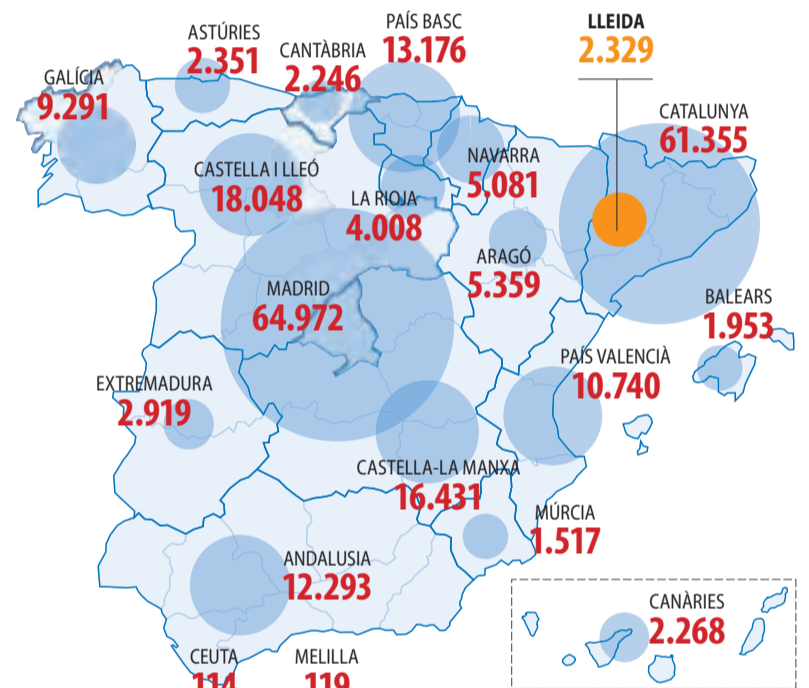 PAÍS BASC
13.176
LLEIDA
2.329
ASTÚRIES
2.351
CANTÀBRIA
2.246
GALÍCIA
9.291
CATALUNYA
61.355
NAVARRA
5.081
CASTELLA I LLEÓ
18.048
LA RIOJA
4.008
ARAGÓ
5.359
MADRID
64.972
BALEARS
1.953
PAÍS VALENCIÀ
10.740
EXTREMADURA
2.919
CASTELLA-LA MANXA
16.431
MÚRCIA
1.517
ANDALUSIA
12.293
CANÀRIES
2.268
CEUTA
114
MELILLA
119